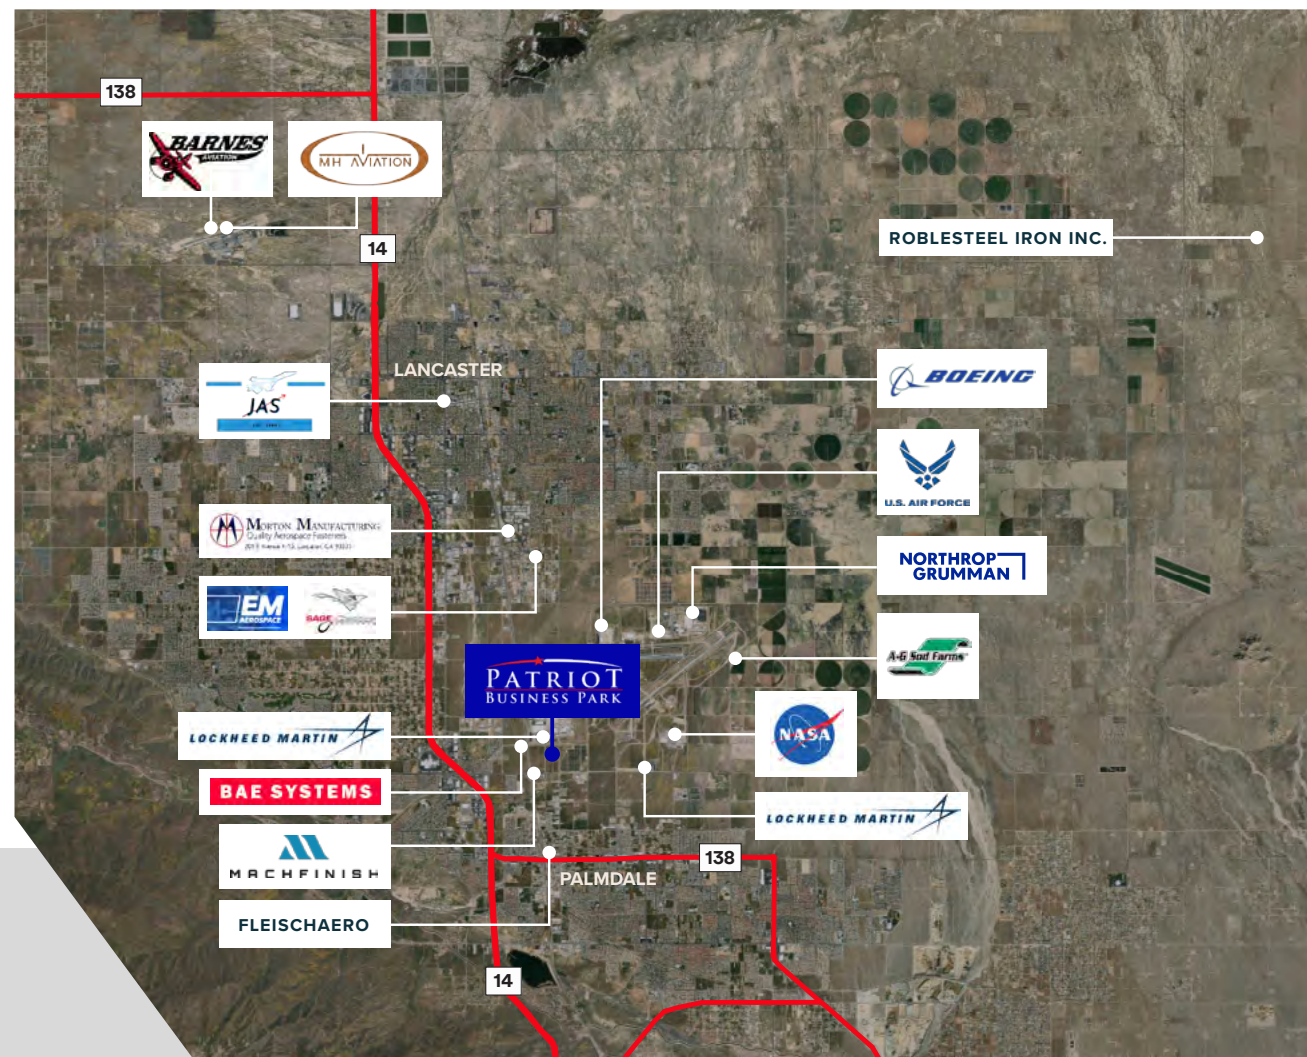 138
BARNES
AVIATION
MH AVIATION
14
ROBLESTEEL IRON INC.
LANCASTER
JAS
BOEING
U.S. AIR FORCE
MORTON MANUFACTURING
Quality Aerospace Fasteners
NORTHROP
GRUMMAN
EM
AEROSPACE
SAGE
A-G Sod Farms
PATRIOT
BUSINESS PARK
LOCKHEED MARTIN
NASA
BAE SYSTEMS
LOCKHEED MARTIN
MACHFINISH
138
PALMDALE
FLEISCHAERO
14